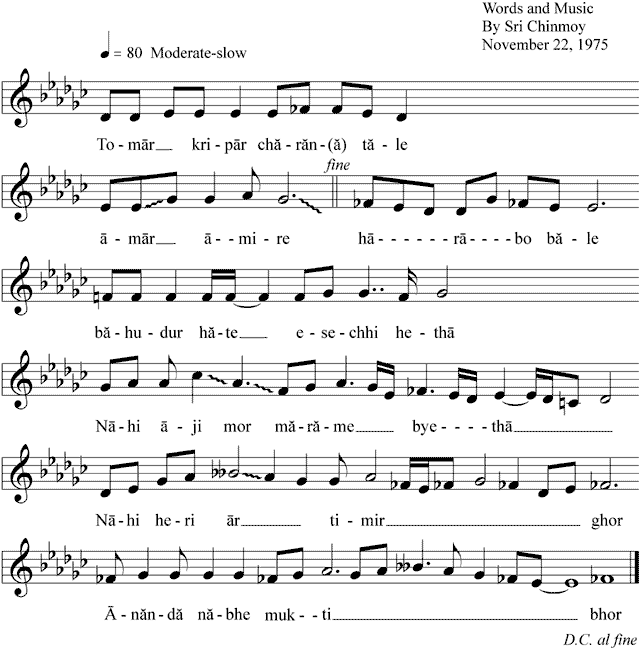 Words and Music
By Sri Chinmoy
November 22, 1975
♩ = 80 Moderate-slow
To-mār kri-pār chă-răn-(ă) tă-le
fine
ā-mār ā-mi-re hā------rā----bo bă-le
bă-hu-dur hă-te e-se-chhi he-thā
Nā-hi ā-ji mor mă-ră-me bye----thā
Nā-hi he-ri ār ti-mir ghor
Ā-năn-dă nă-bhe muk-ti bhor
D.C. al fine